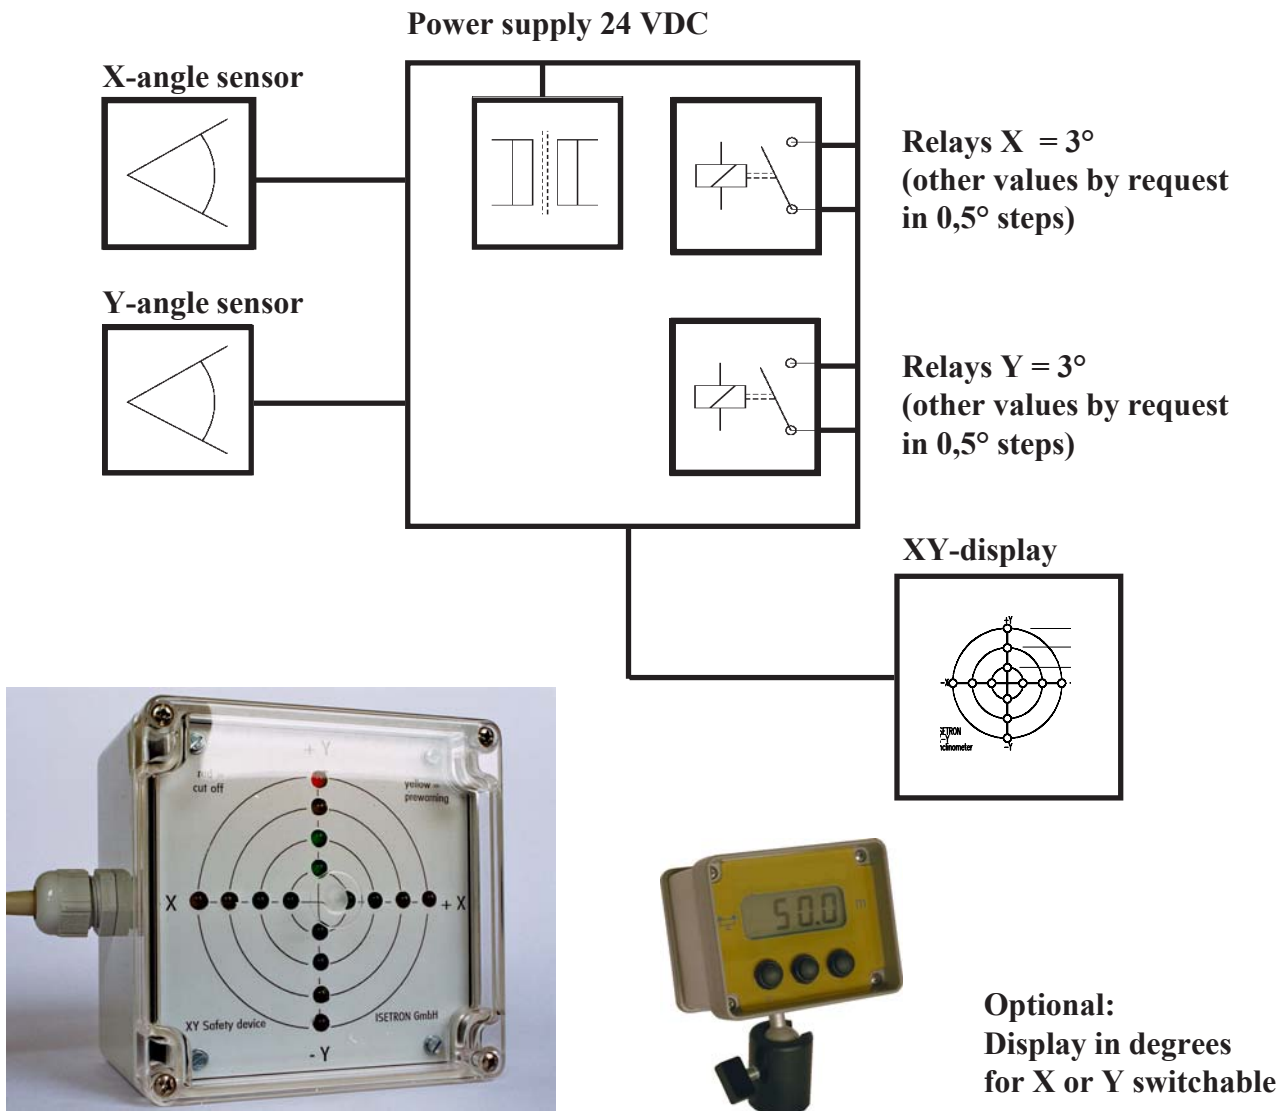 Power supply 24 VDC
X-angle sensor
Relays X = 3°
(other values by request
in 0,5° steps)
Y-angle sensor
Relays Y = 3°
(other values by request
in 0,5° steps)
XY-display
+Y
-X
-Y
+ Y
cut off
yellow =
prewarning
X
+ X
XY Safety device
ISETRON GmbH
- Y
50.0
m
Optional:
Display in degrees
for X or Y switchable